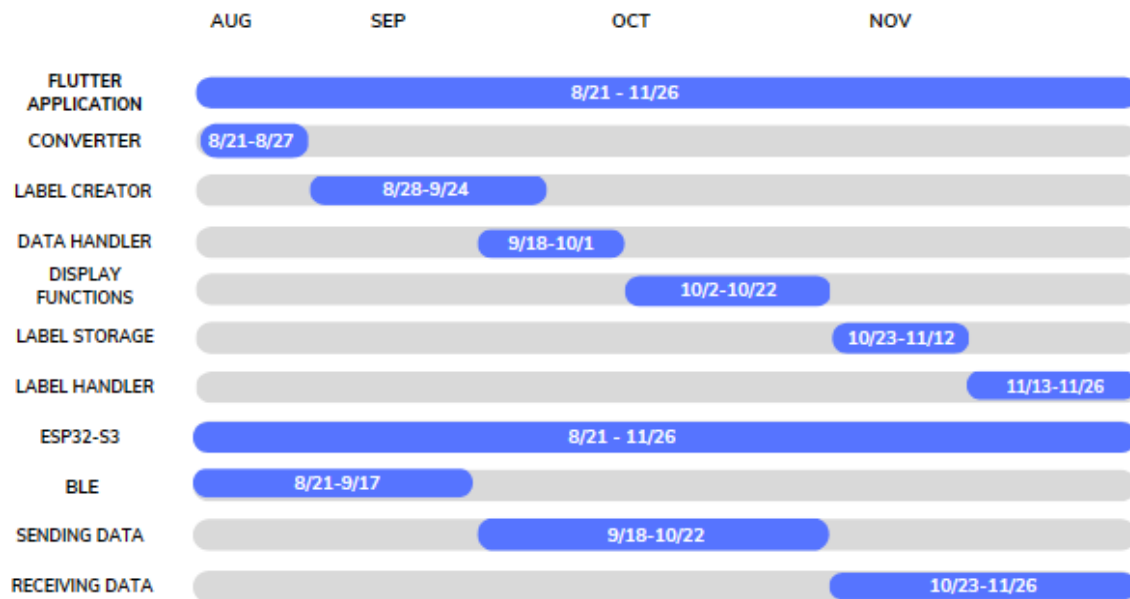 AUG SEP OCT NOV
FLUTTER
APPLICATION
8/21 - 11/26
CONVERTER
8/21-8/27
LABEL CREATOR
8/28-9/24
DATA HANDLER
9/18-10/1
DISPLAY
FUNCTIONS
10/2-10/22
LABEL STORAGE
10/23-11/12
LABEL HANDLER
11/13-11/26
ESP32-S3
8/21 - 11/26
BLE
8/21-9/17
SENDING DATA
9/18-10/22
RECEIVING DATA
10/23-11/26